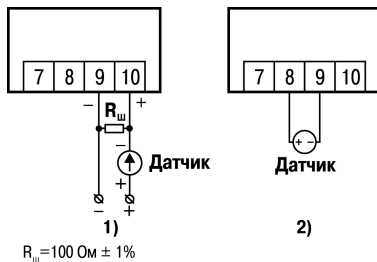 7 8 9 10
7 8 9 10
− +
Rш
−
Датчик
+
− +
+ −
Датчик
1)
2)
Rш=100 Ом ± 1%